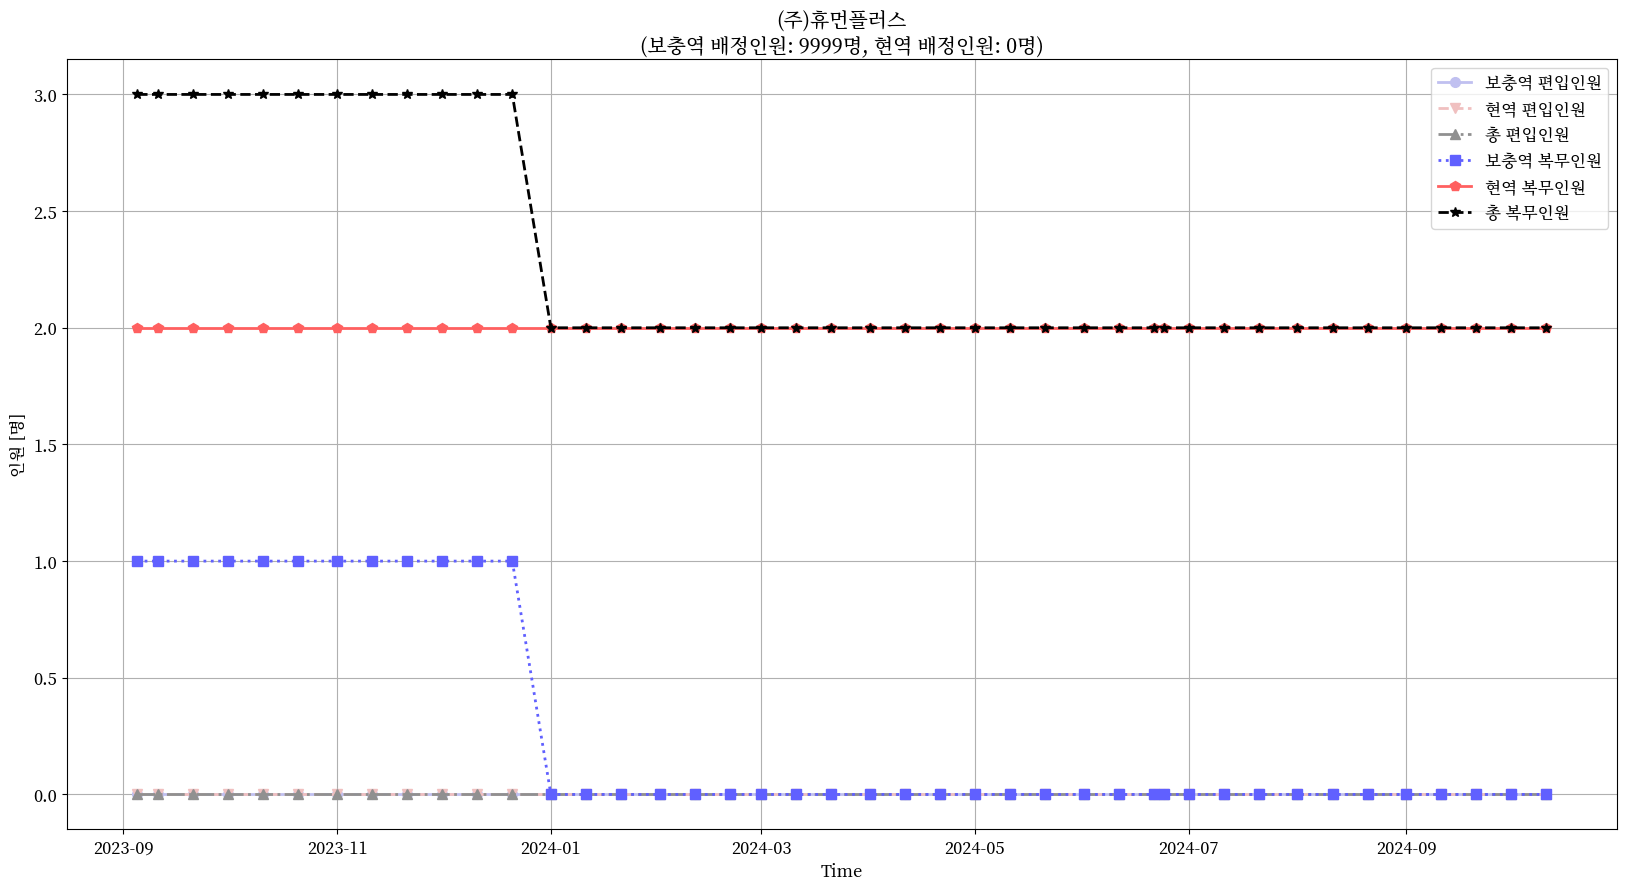 (주)휴먼플러스
(보충역 배정인원: 9999명, 현역 배정인원: 0명)
보충역 편입인원
현역 편입인원
총 편입인원
보충역 복무인원
현역 복무인원
총 복무인원
인원 [명]
3.0
2.5
2.0
1.5
1.0
0.5
0.0
2023-09 2023-11 2024-01 2024-03 2024-05 2024-07 2024-09
Time